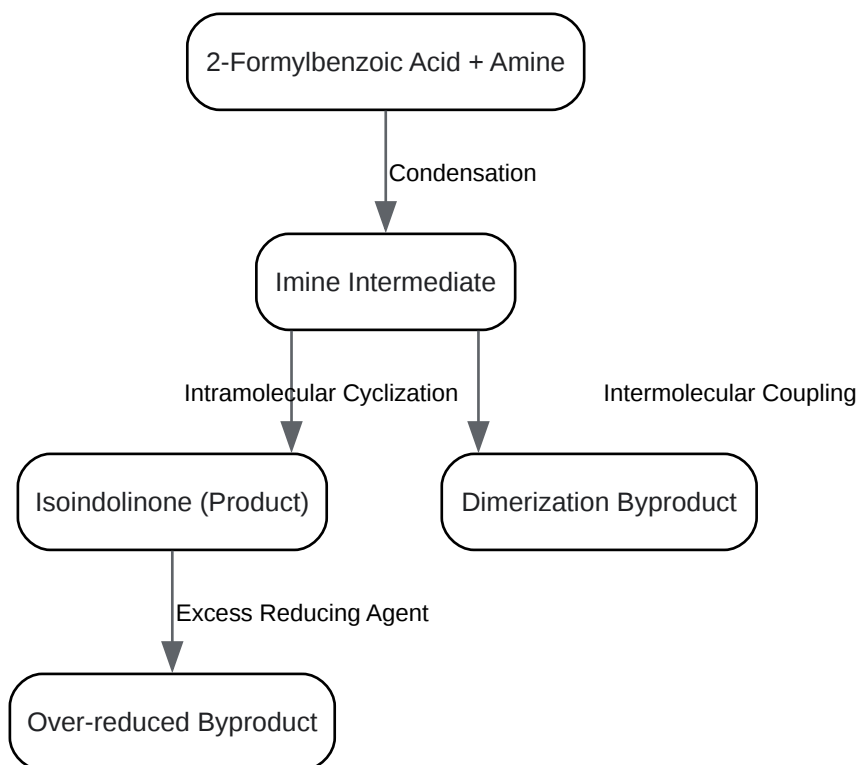 2-Formylbenzoic Acid + Amine
Condensation
Imine Intermediate
Intramolecular Cyclization
Intermolecular Coupling
Isoindolinone (Product)
Dimerization Byproduct
Excess Reducing Agent
Over-reduced Byproduct